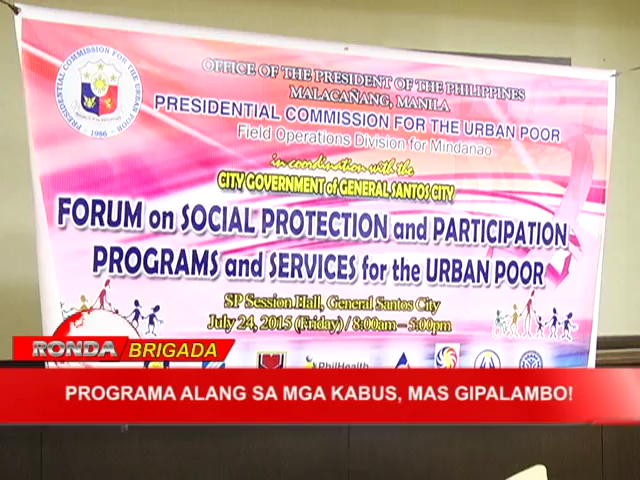 PRESIDENTIAL COMMISSION FOR THE URBAN POOR
1986
OFFICE OF THE PRESIDENT OF THE PHILIPPINES
MALACAÑANG, MANILA
PRESIDENTIAL COMMISSION FOR THE URBAN POOR
Field Operations Division for Mindanao
in coordination with the
CITY GOVERNMENT of GENERAL SANTOS CITY
FORUM on SOCIAL PROTECTION and PARTICIPATION
PROGRAMS and SERVICES for the URBAN POOR
SP Session Hall, General Santos City
July 24, 2015 (Friday) / 8:00am – 5:00pm
PhilHealth
RONDA BRIGADA
PROGRAMA ALANG SA MGA KABUS, MAS GIPALAMBO!